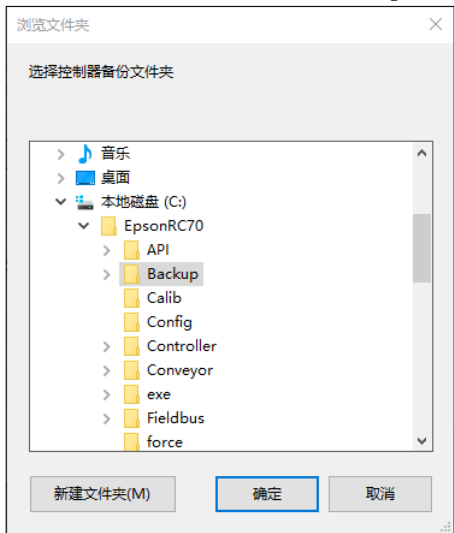 浏览文件夹
选择控制器备份文件夹
音乐
桌面
本地磁盘 (C:)
EpsonRC70
API
Backup
Calib
Config
Controller
Conveyor
exe
Fieldbus
force
新建文件夹(M)
确定
取消